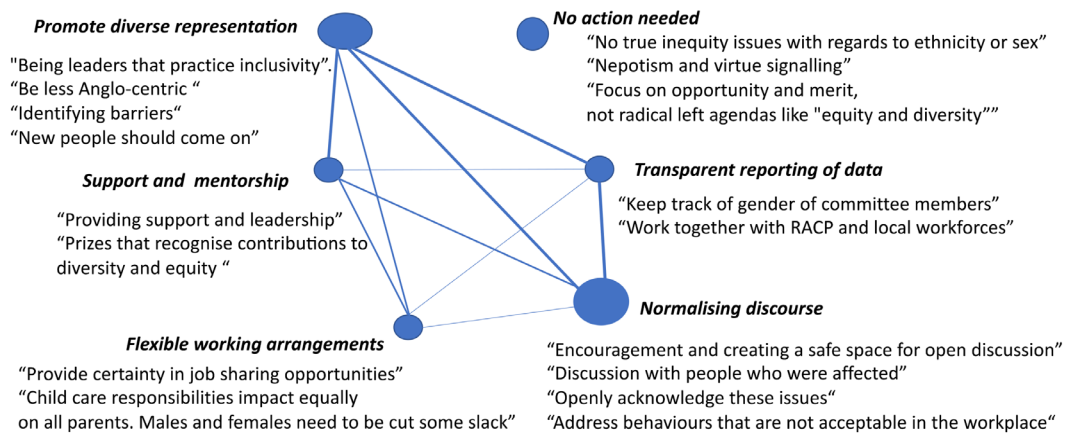 Promote diverse representation
"Being leaders that practice inclusivity”.
“Be less Anglo-centric “
“Identifying barriers“
“New people should come on”
No action needed
“No true inequity issues with regards to ethnicity or sex”
“Nepotism and virtue signalling”
“Focus on opportunity and merit,
not radical left agendas like "equity and diversity””
Support and mentorship
“Providing support and leadership”
“Prizes that recognise contributions to
diversity and equity “
Transparent reporting of data
“Keep track of gender of committee members”
“Work together with RACP and local workforces”
Flexible working arrangements
“Provide certainty in job sharing opportunities”
“Child care responsibilities impact equally
on all parents. Males and females need to be cut some slack”
Normalising discourse
“Encouragement and creating a safe space for open discussion”
“Discussion with people who were affected”
“Openly acknowledge these issues“
“Address behaviours that are not acceptable in the workplace“